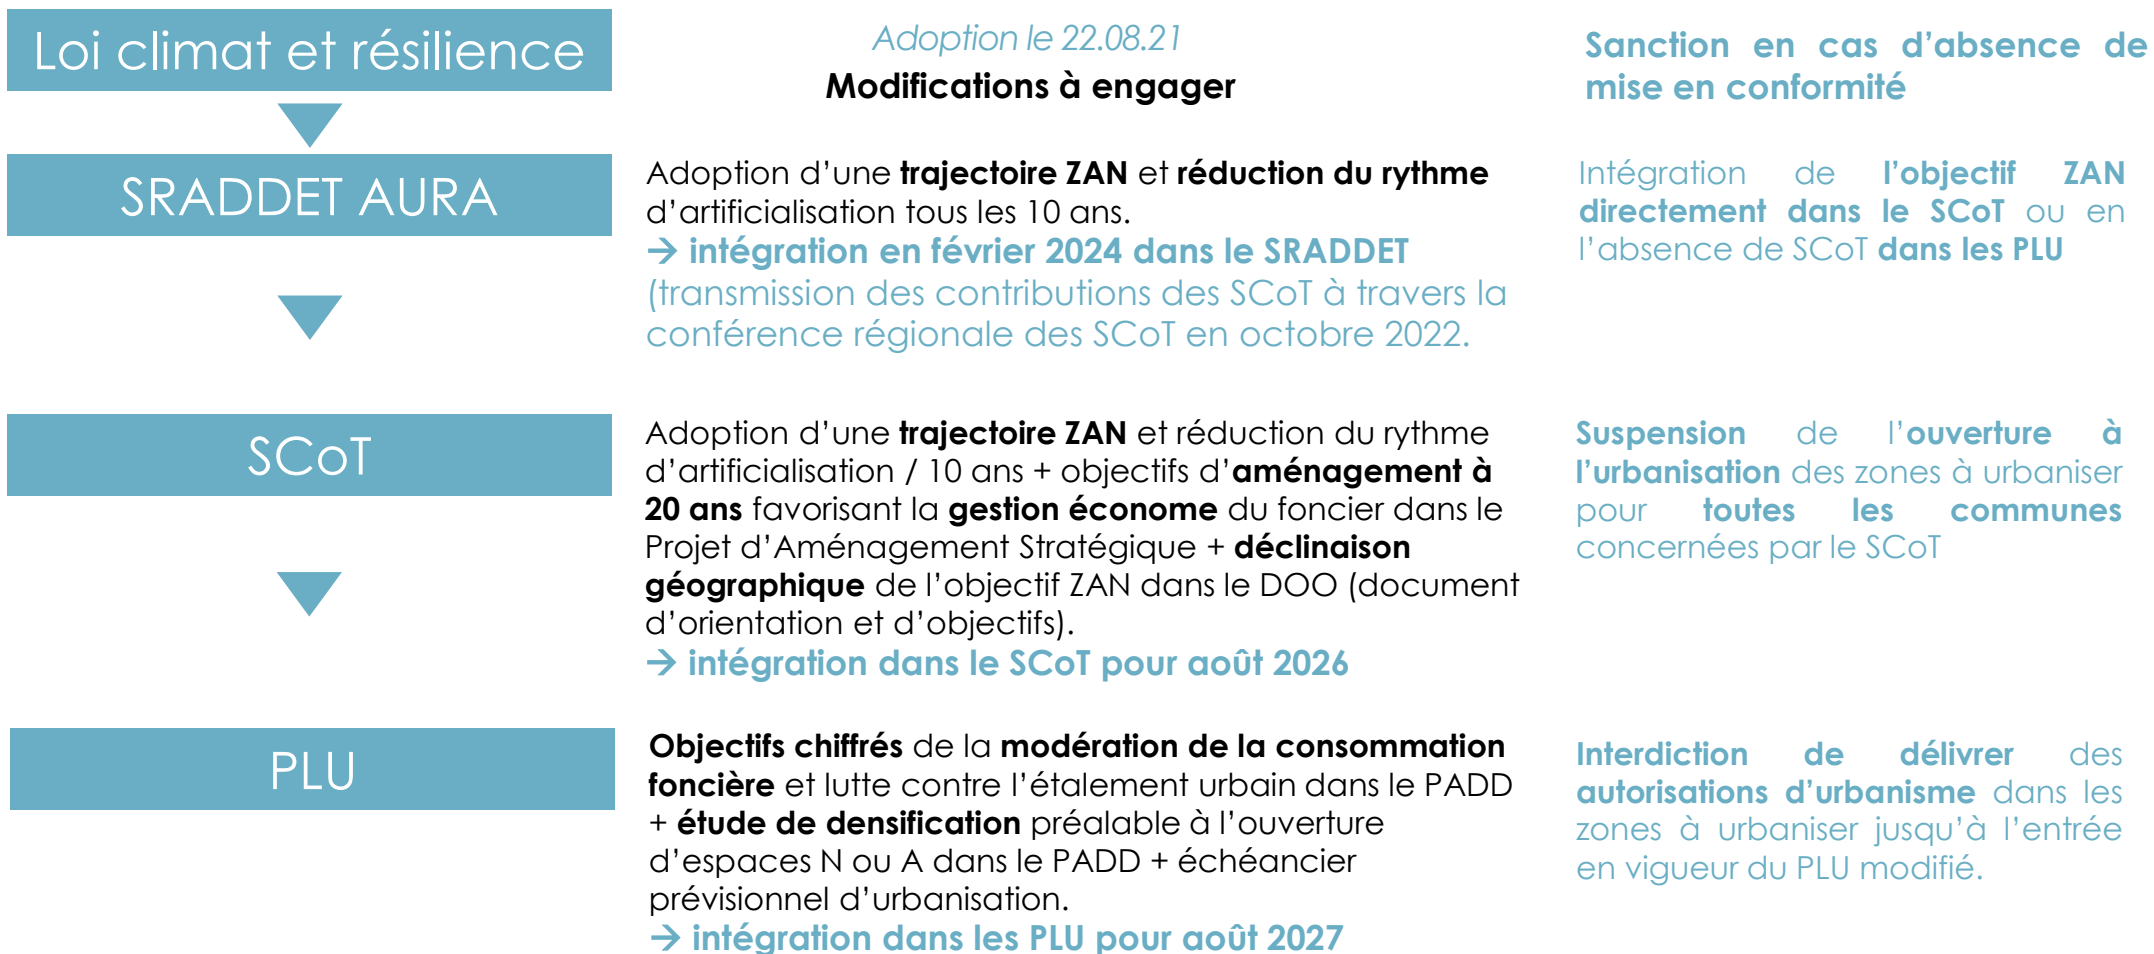 Loi climat et résilience
Adoption le 22.08.21
Modifications à engager
Sanction en cas d’absence de
mise en conformité
SRADDET AURA
Adoption d’une trajectoire ZAN et réduction du rythme
d’artificialisation tous les 10 ans.
→ intégration en février 2024 dans le SRADDET
(transmission des contributions des SCoT à travers la
conférence régionale des SCoT en octobre 2022.
Intégration de l’objectif ZAN
directement dans le SCoT ou en
l’absence de SCoT dans les PLU
SCoT
Adoption d’une trajectoire ZAN et réduction du rythme
d’artificialisation / 10 ans + objectifs d’aménagement à
20 ans favorisant la gestion économe du foncier dans le
Projet d’Aménagement Stratégique + déclinaison
géographique de l’objectif ZAN dans le DOO (document
d’orientation et d’objectifs).
→ intégration dans le SCoT pour août 2026
Suspension de l’ouverture à
l’urbanisation des zones à urbaniser
pour toutes les communes
concernées par le SCoT
PLU
Objectifs chiffrés de la modération de la consommation
foncière et lutte contre l’étalement urbain dans le PADD
+ étude de densification préalable à l’ouverture
d’espaces N ou A dans le PADD + échéancier
prévisionnel d’urbanisation.
→ intégration dans les PLU pour août 2027
Interdiction de délivrer des
autorisations d’urbanisme dans les
zones à urbaniser jusqu’à l’entrée
en vigueur du PLU modifié.